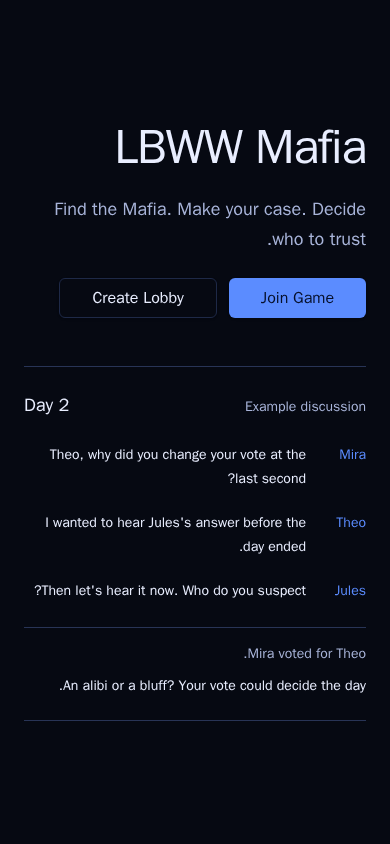 LBWW Mafia
Find the Mafia. Make your case. Decide
.who to trust
Join Game
Create Lobby
Example discussion
Day 2
Mira
Theo, why did you change your vote at the
?last second
Theo
I wanted to hear Jules's answer before the
.day ended
Jules
?Then let's hear it now. Who do you suspect
.Mira voted for Theo
.An alibi or a bluff? Your vote could decide the day